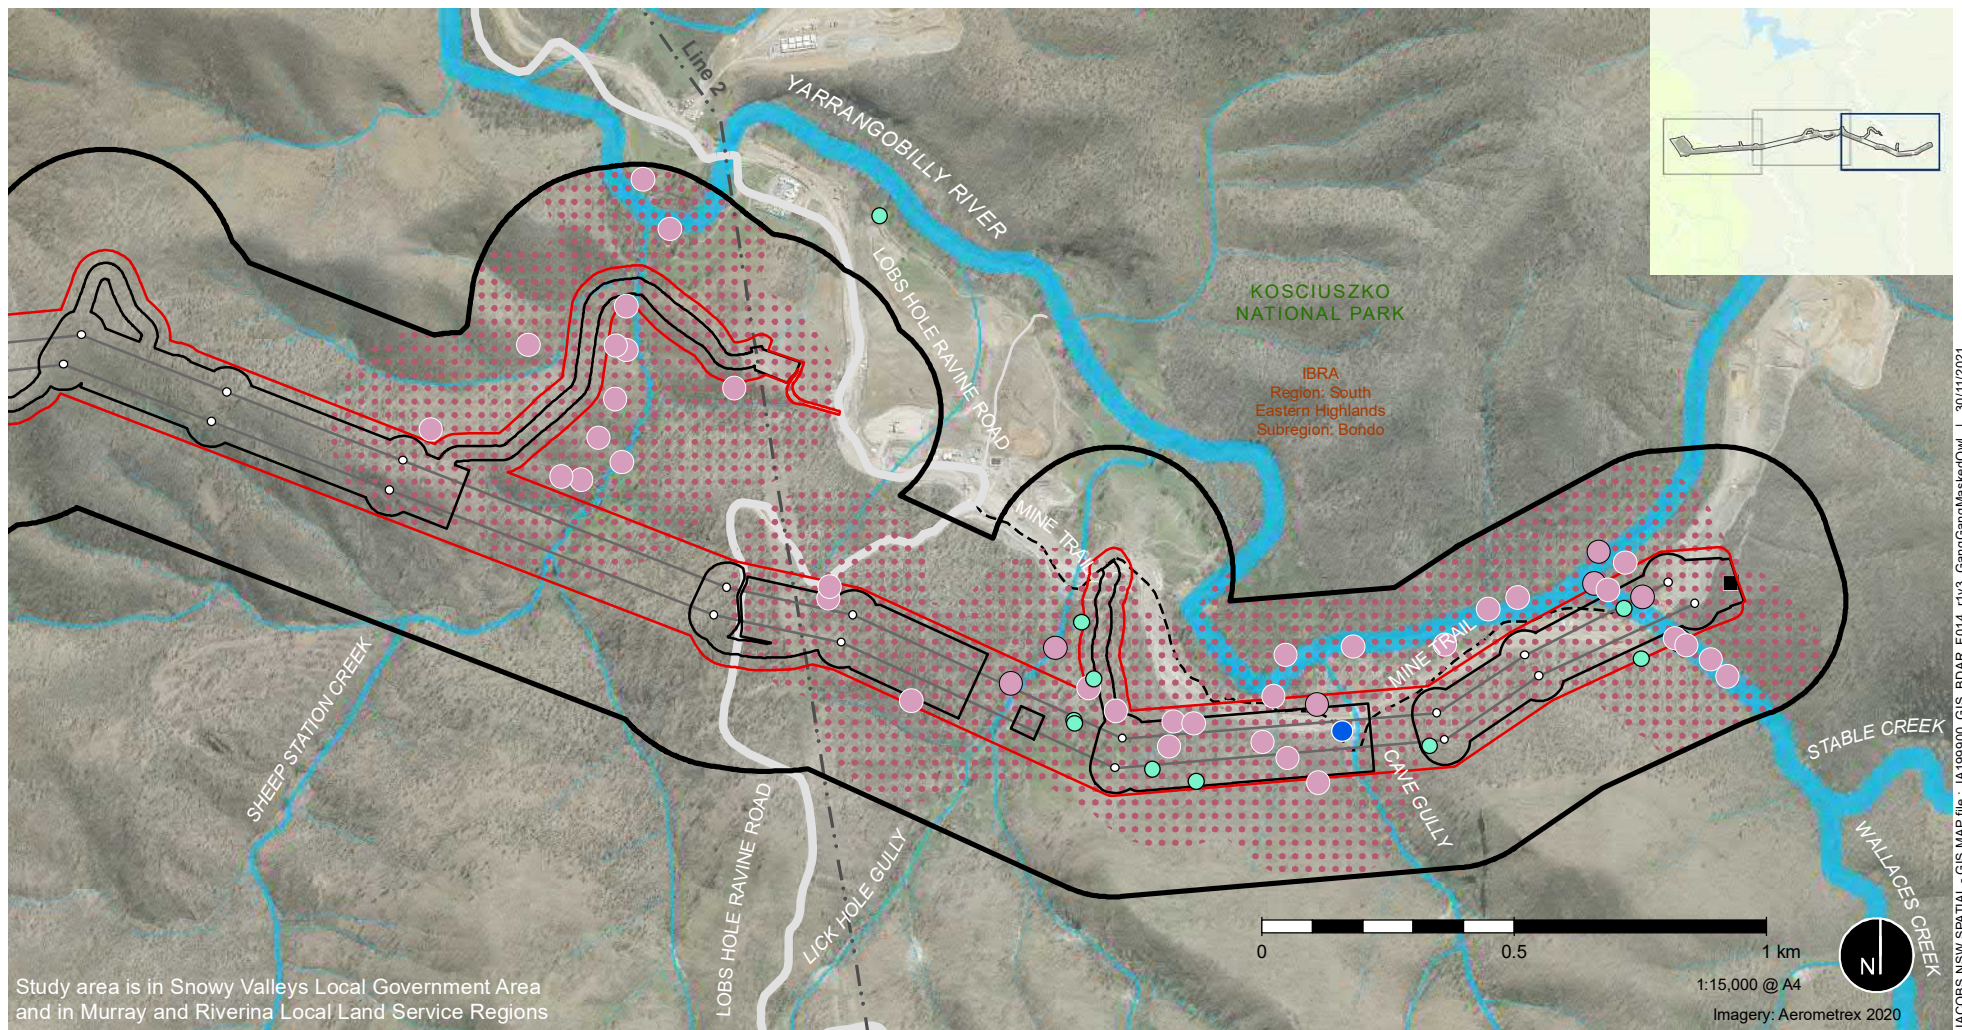 Line 2
YARRANGOBILLY RIVER
LOBS HOLE RAVINE ROAD
KOSCIUSZKO
NATIONAL PARK
IBRA
Region: South
Eastern Highlands
Subregion: Bondo
MINE TRAIL
MINE TRAIL
SHEEP STATION CREEK
LOBS HOLE RAVINE ROAD
LICK HOLE GULLY
CAVE GULLY
STABLE CREEK
WALLACES CREEK
0 0.5 1 km
1:15,000 @ A4
Imagery: Aerometrex 2020
N
Study area is in Snowy Valleys Local Government Area
and in Murray and Riverina Local Land Service Regions